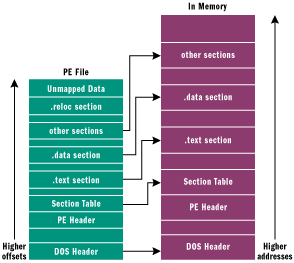 In Memory
PE File
Unmapped Data
.reloc section
other sections
.data section
.text section
Section Table
PE Header
DOS Header
Higher
offsets
other sections
.data section
.text section
Section Table
PE Header
DOS Header
Higher
addresses